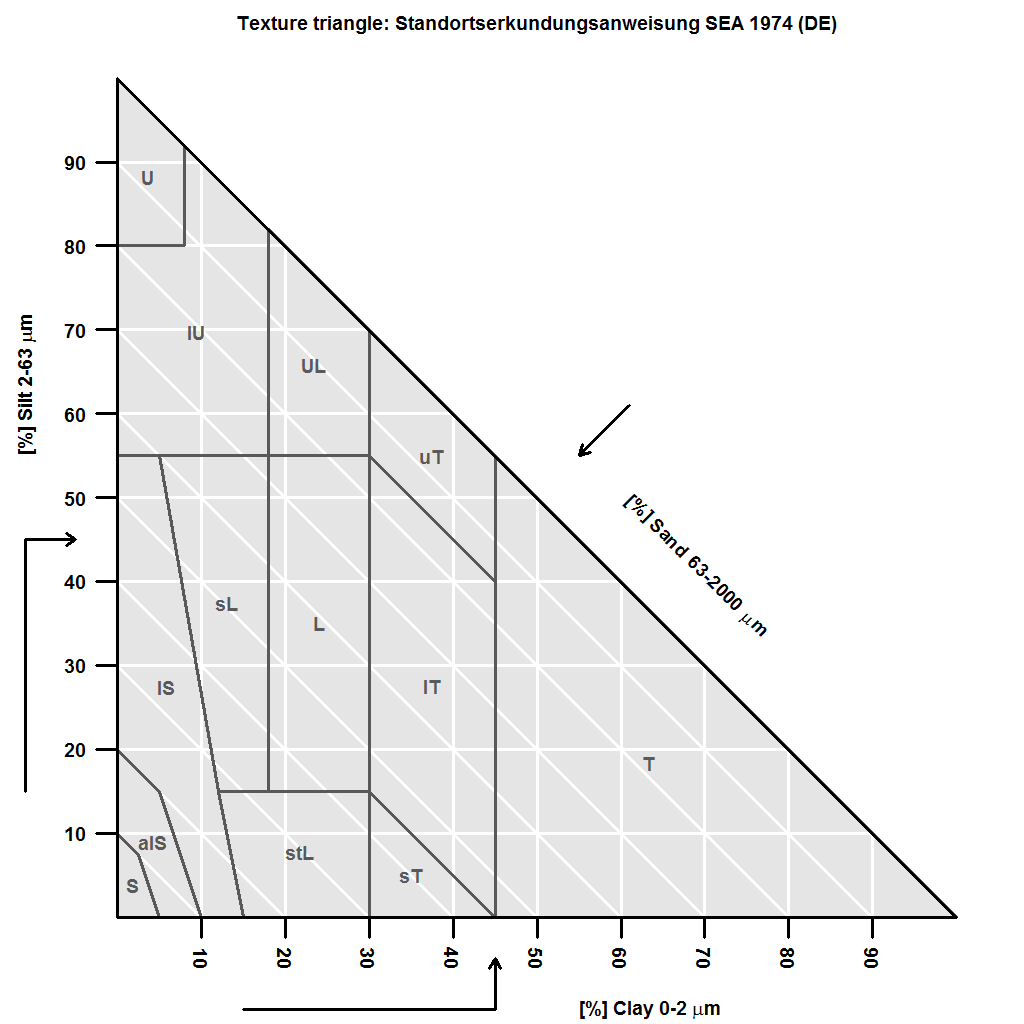 Texture triangle: Standortserkundungsanweisung SEA 1974 (DE)
90
80
70
60
50
40
30
20
10
[%] Silt 2-63 μm
U
lU
UL
uT
sL
L
lS
lT
T
alS
stL
sT
S
[%] Sand 63-2000 μm
10
20
30
40
50
60
70
80
90
[%] Clay 0-2 μm